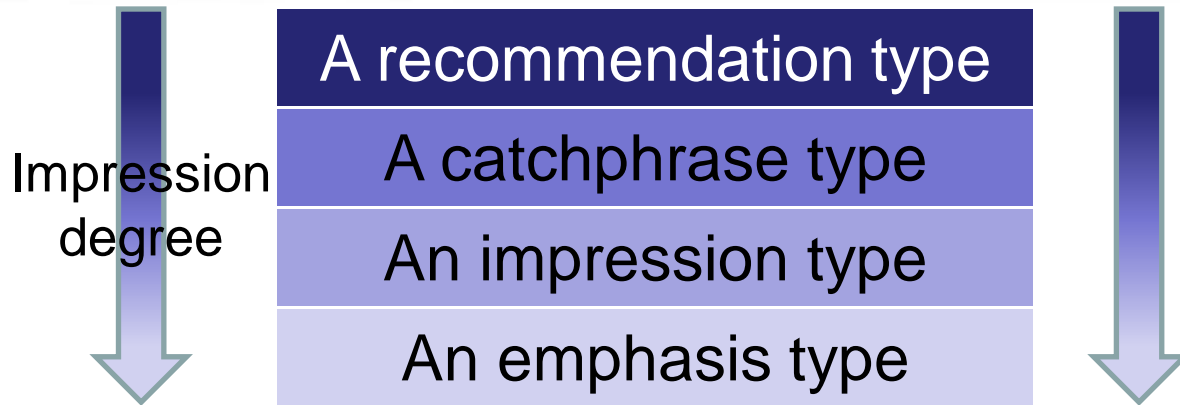 A recommendation type
A catchphrase type
Impression
degree
An impression type
An emphasis type